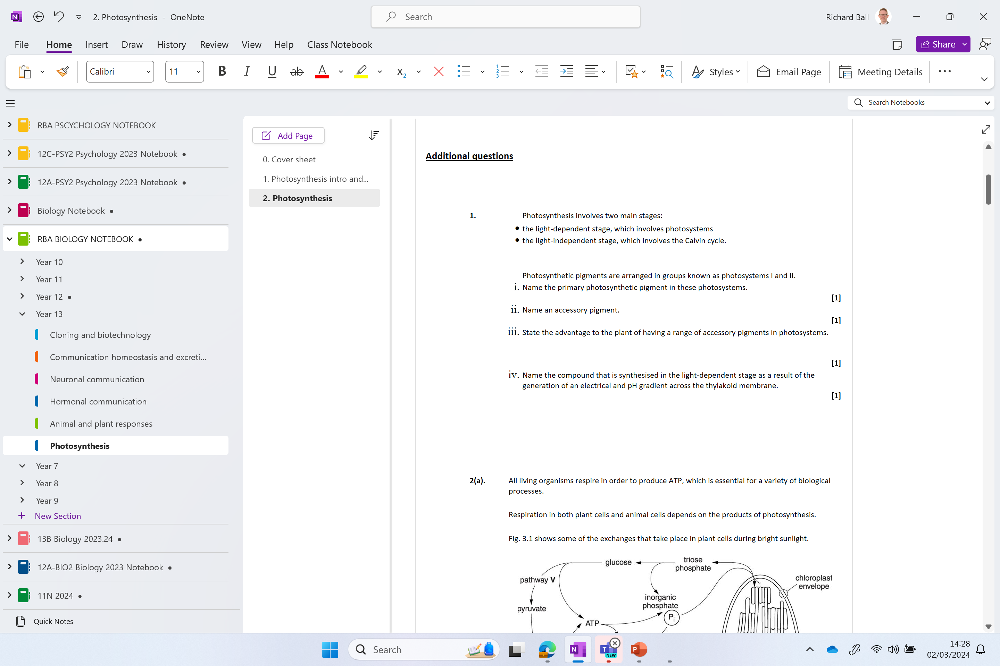 2. Photosynthesis - OneNote
Search
Richard Ball
File Home Insert Draw History Review View Help Class Notebook
Share
Calibri 11 B I U ab A X2 Styles Email Page Meeting Details
Search Notebooks
RBA PSCYCHOLOGY NOTEBOOK
12C-PSY2 Psychology 2023 Notebook
12A-PSY2 Psychology 2023 Notebook
Biology Notebook
RBA BIOLOGY NOTEBOOK
Year 10
Year 11
Year 12
Year 13
Cloning and biotechnology
Communication homeostasis and excreti...
Neuronal communication
Hormonal communication
Animal and plant responses
Photosynthesis
Year 7
Year 8
Year 9
New Section
13B Biology 2023.24
12A-BIO2 Biology 2023 Notebook
11N 2024
Quick Notes
Add Page
0. Cover sheet
1. Photosynthesis intro and...
2. Photosynthesis
Additional questions
1. Photosynthesis involves two main stages:
• the light-dependent stage, which involves photosystems
• the light-independent stage, which involves the Calvin cycle.
Photosynthetic pigments are arranged in groups known as photosystems I and II.
i. Name the primary photosynthetic pigment in these photosystems.
[1]
ii. Name an accessory pigment.
[1]
iii. State the advantage to the plant of having a range of accessory pigments in photosystems.
[1]
iv. Name the compound that is synthesised in the light-dependent stage as a result of the
generation of an electrical and pH gradient across the thylakoid membrane.
[1]
2(a). All living organisms respire in order to produce ATP, which is essential for a variety of biological
processes.
Respiration in both plant cells and animal cells depends on the products of photosynthesis.
Fig. 3.1 shows some of the exchanges that take place in plant cells during bright sunlight.
glucose
triose
phosphate
pathway V
chloroplast
envelope
inorganic
phosphate
pyruvate
Pi
ATP
Search
NEW
14:28
02/03/2024